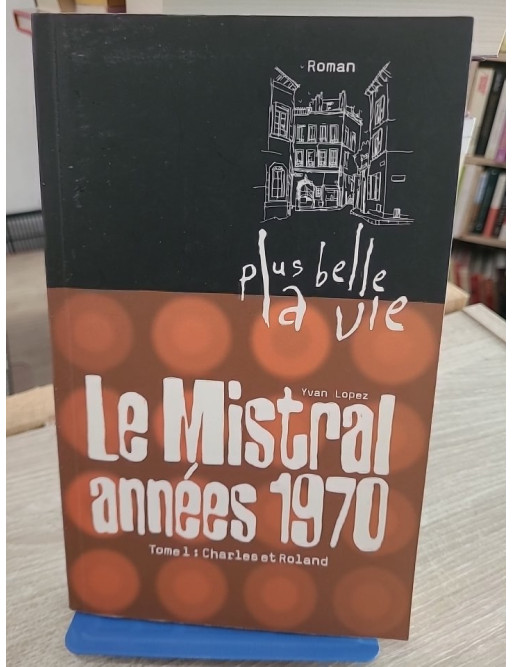 Roman
plus belle
la vie
Yvan Lopez
Le Mistral
années 1970
Tome 1 : Charles et Roland